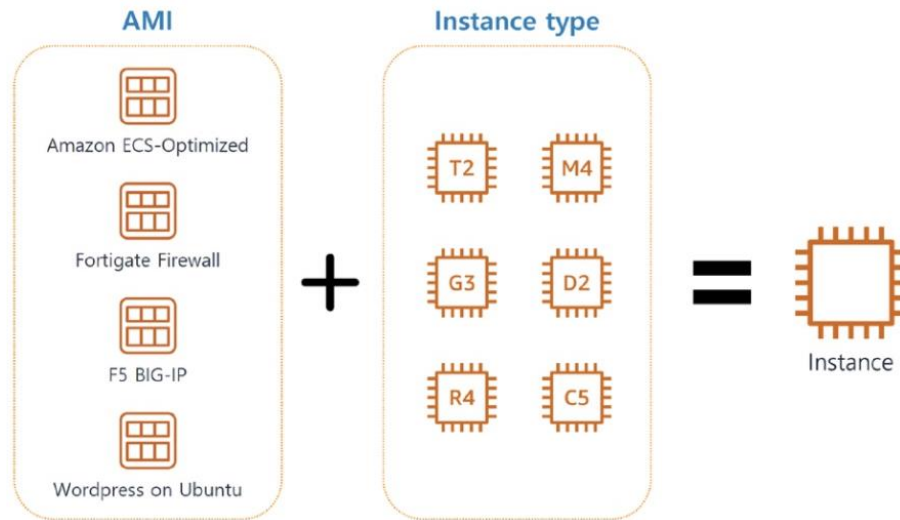 AMI
Amazon ECS-Optimized
Fortigate Firewall
F5 BIG-IP
Wordpress on Ubuntu
+
Instance type
T2 M4
G3 D2
R4 C5
=
Instance